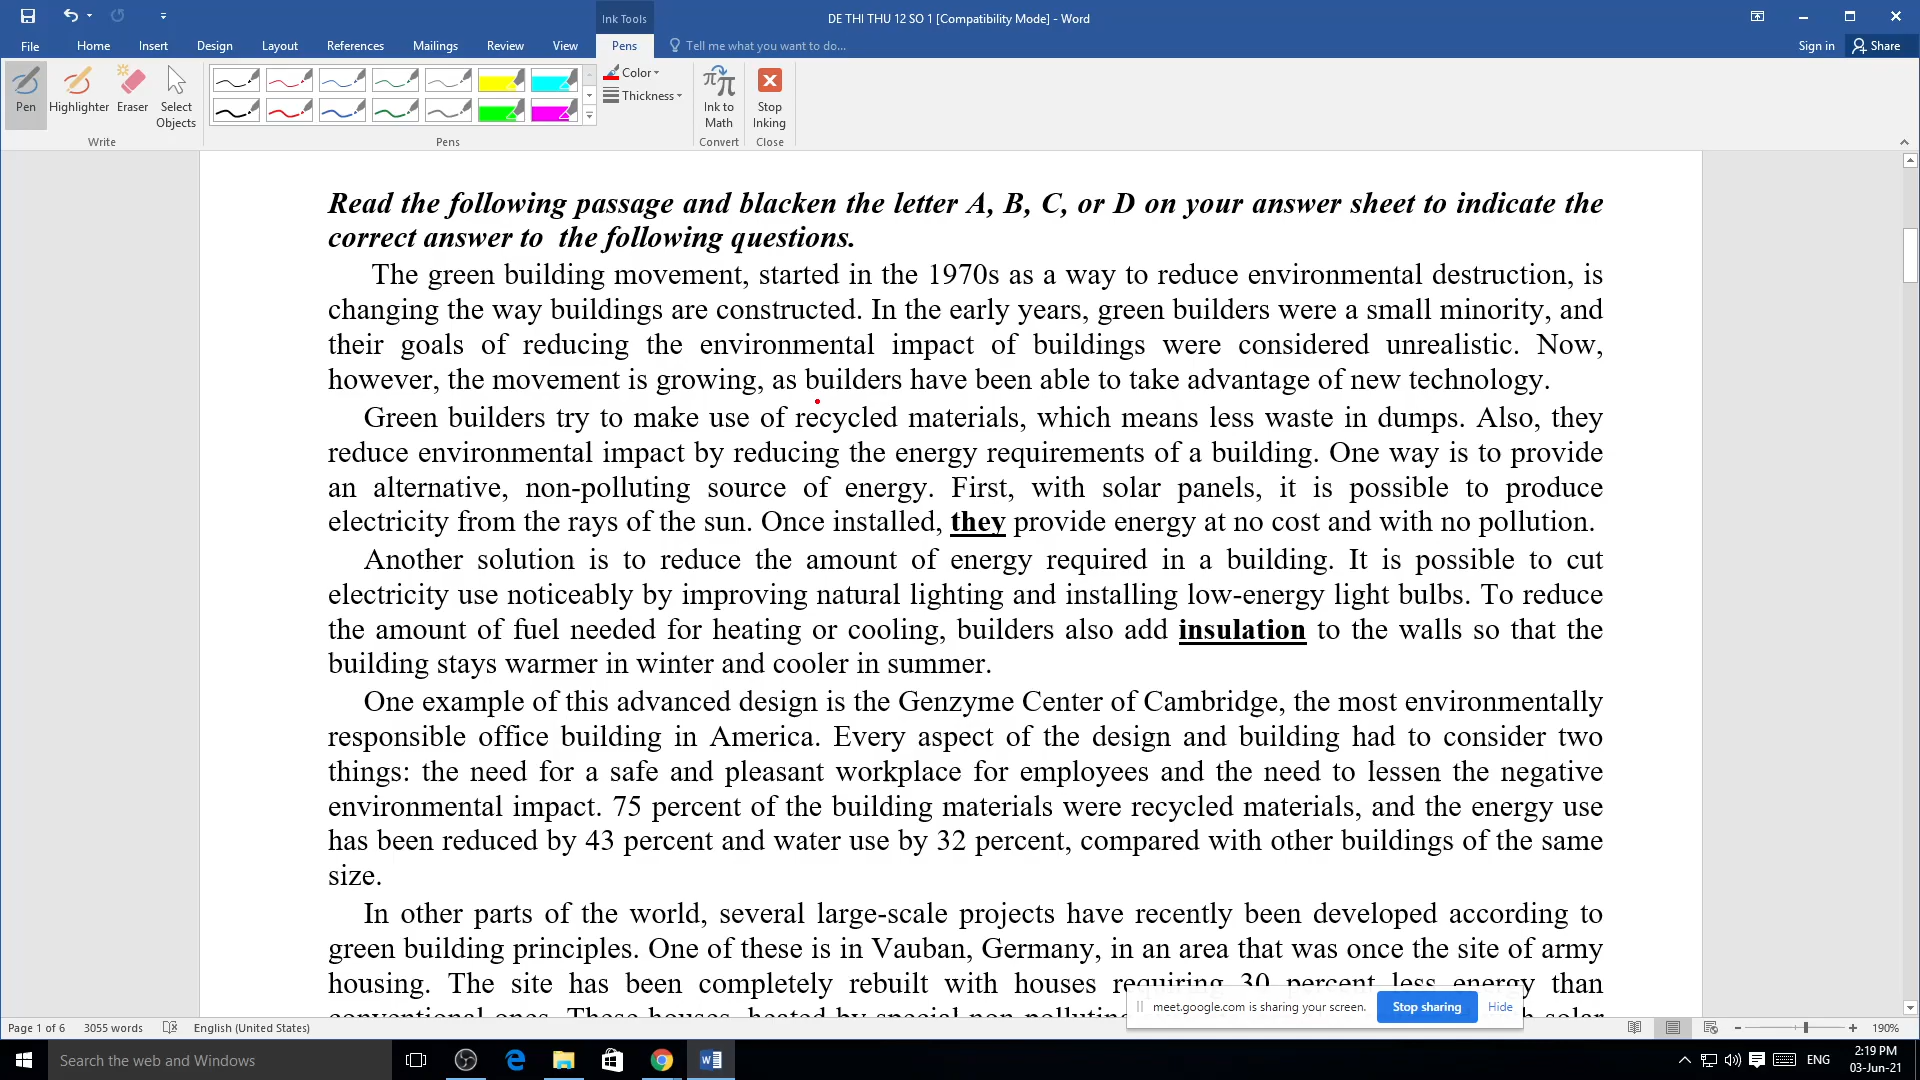 Ink Tools
DE THI THU 12 SO 1 [Compatibility Mode] - Word
File Home Insert Design Layout References Mailings Review View Pens Tell me what you want to do... Sign in Share
Pen Highlighter Eraser Select Objects
Color
Thickness
Ink to Math
Stop Inking
Write Pens Convert Close
Read the following passage and blacken the letter A, B, C, or D on your answer sheet to indicate the
correct answer to the following questions.
The green building movement, started in the 1970s as a way to reduce environmental destruction, is
changing the way buildings are constructed. In the early years, green builders were a small minority, and
their goals of reducing the environmental impact of buildings were considered unrealistic. Now,
however, the movement is growing, as builders have been able to take advantage of new technology.
Green builders try to make use of recycled materials, which means less waste in dumps. Also, they
reduce environmental impact by reducing the energy requirements of a building. One way is to provide
an alternative, non-polluting source of energy. First, with solar panels, it is possible to produce
electricity from the rays of the sun. Once installed, they provide energy at no cost and with no pollution.
Another solution is to reduce the amount of energy required in a building. It is possible to cut
electricity use noticeably by improving natural lighting and installing low-energy light bulbs. To reduce
the amount of fuel needed for heating or cooling, builders also add insulation to the walls so that the
building stays warmer in winter and cooler in summer.
One example of this advanced design is the Genzyme Center of Cambridge, the most environmentally
responsible office building in America. Every aspect of the design and building had to consider two
things: the need for a safe and pleasant workplace for employees and the need to lessen the negative
environmental impact. 75 percent of the building materials were recycled materials, and the energy use
has been reduced by 43 percent and water use by 32 percent, compared with other buildings of the same
size.
In other parts of the world, several large-scale projects have recently been developed according to
green building principles. One of these is in Vauban, Germany, in an area that was once the site of army
housing. The site has been completely rebuilt with houses requiring 30 percent less energy than
conventional ones. These houses, heated by special non-polluting solar
meet.google.com is sharing your screen. Stop sharing Hide
Page 1 of 6 3055 words English (United States) 190%
Search the web and Windows
ENG
2:19 PM
03-Jun-21